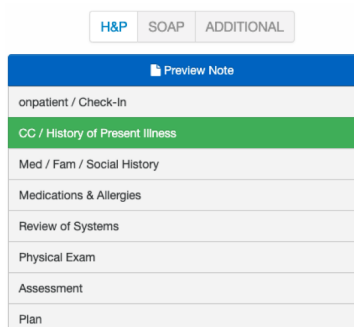 H&P SOAP ADDITIONAL
Preview Note
onpatient / Check-In
CC / History of Present Illness
Med / Fam / Social History
Medications & Allergies
Review of Systems
Physical Exam
Assessment
Plan